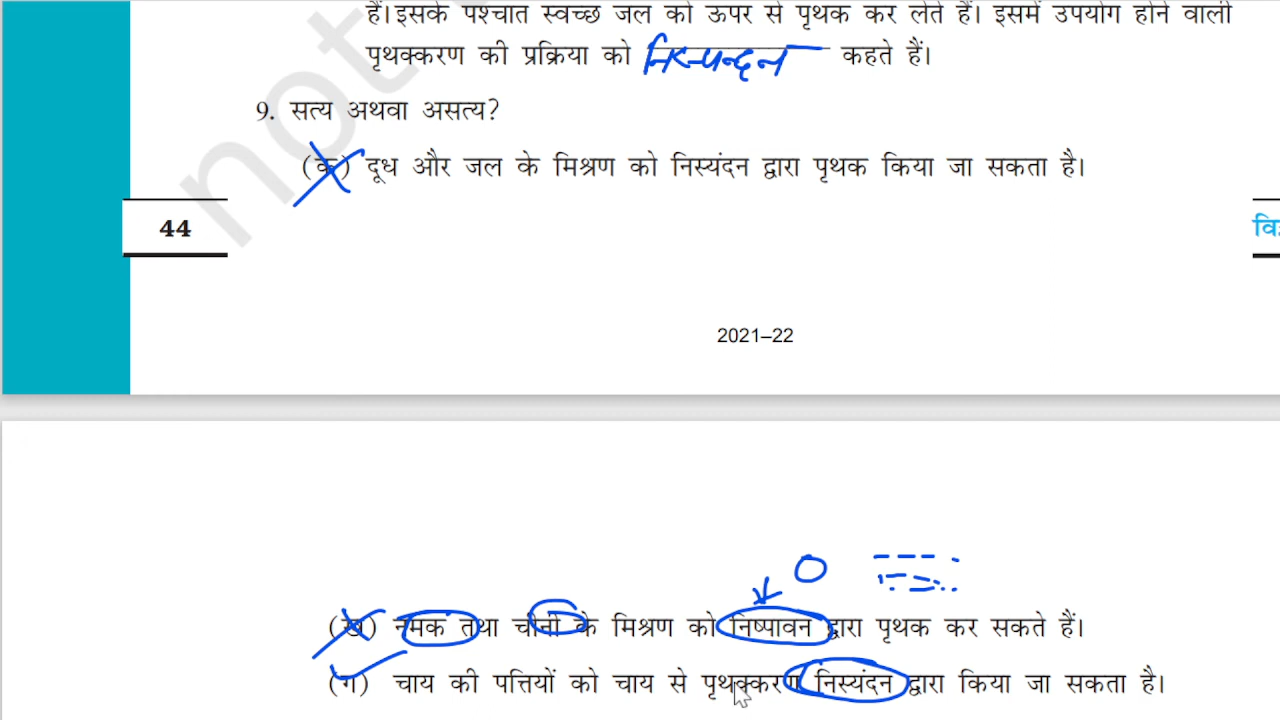 हैं। इसके पश्चात स्वच्छ जल को ऊपर से पृथक कर लेते हैं। इसमें उपयोग होने वाली
पृथक्करण की प्रक्रिया को निस्यन्दन कहते हैं।
9. सत्य अथवा असत्य?
(क) दूध और जल के मिश्रण को निस्यंदन द्वारा पृथक किया जा सकता है।
44
2021–22
(ख) नमक तथा चीनी के मिश्रण को निष्पावन द्वारा पृथक कर सकते हैं।
(ग) चाय की पत्तियों को चाय से पृथक्करण निस्यंदन द्वारा किया जा सकता है।
not